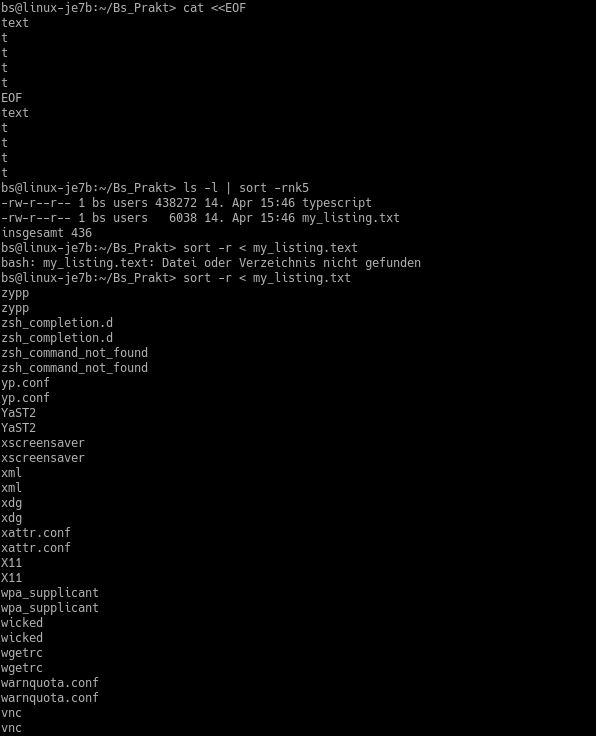 bs@linux-je7b:~/Bs_Prakt> cat <<EOF
text
t
t
t
t
EOF
text
t
t
t
t
bs@linux-je7b:~/Bs_Prakt> ls -l | sort -rnk5
-rw-r--r-- 1 bs users 438272 14. Apr 15:46 typescript
-rw-r--r-- 1 bs users   6038 14. Apr 15:46 my_listing.txt
insgesamt 436
bs@linux-je7b:~/Bs_Prakt> sort -r < my_listing.text
bash: my_listing.text: Datei oder Verzeichnis nicht gefunden
bs@linux-je7b:~/Bs_Prakt> sort -r < my_listing.txt
zypp
zypp
zsh_completion.d
zsh_completion.d
zsh_command_not_found
zsh_command_not_found
yp.conf
yp.conf
YaST2
YaST2
xscreensaver
xscreensaver
xml
xml
xdg
xdg
xattr.conf
xattr.conf
X11
X11
wpa_supplicant
wpa_supplicant
wicked
wicked
wgetrc
wgetrc
warnquota.conf
warnquota.conf
vnc
vnc